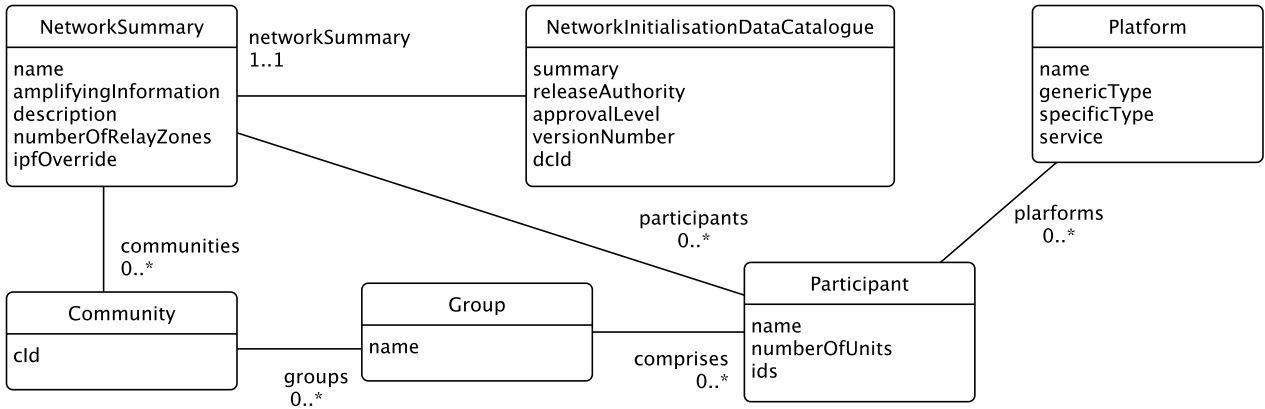 NetworkSummary
name
amplifyingInformation
description
numberOfRelayZones
ipfOverride
networkSummary
1..1
NetworkInitialisationDataCatalogue
summary
releaseAuthority
approvalLevel
versionNumber
dcId
Platform
name
genericType
specificType
service
communities
0..*
participants
0..*
plarforms
0..*
Community
cId
groups
0..*
Group
name
comprises
0..*
Participant
name
numberOfUnits
ids